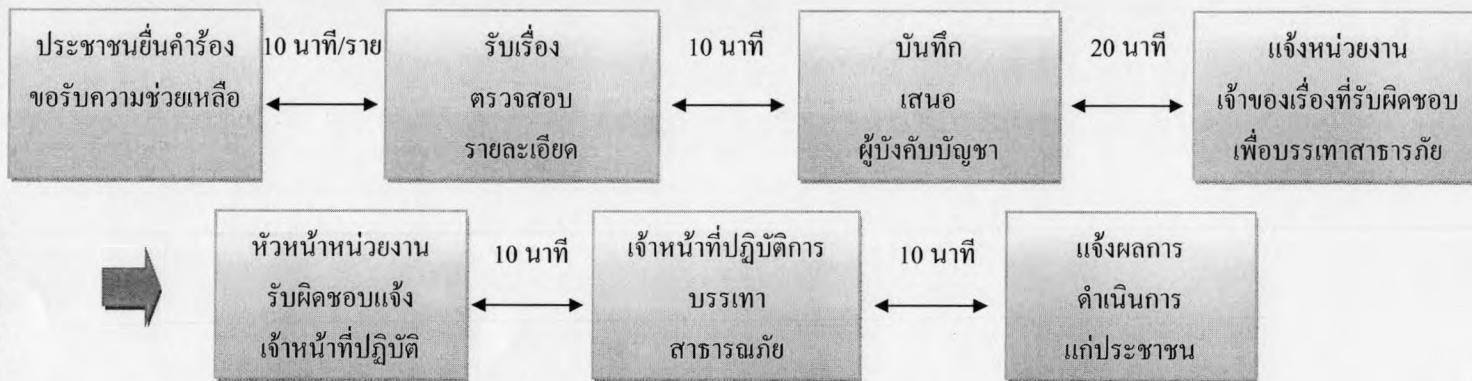 ประชาชนยื่นคำร้อง
ขอรับความช่วยเหลือ
10 นาที/ราย
รับเรื่อง
ตรวจสอบ
รายละเอียด
10 นาที
บันทึก
เสนอ
ผู้บังคับบัญชา
20 นาที
แจ้งหน่วยงาน
เจ้าของเรื่องที่รับผิดชอบ
เพื่อบรรเทาสาธารภัย
หัวหน้าหน่วยงาน
รับผิดชอบแจ้ง
เจ้าหน้าที่ปฏิบัติ
10 นาที
เจ้าหน้าที่ปฏิบัติการ
บรรเทา
สาธารณภัย
10 นาที
แจ้งผลการ
ดำเนินการ
แก่ประชาชน